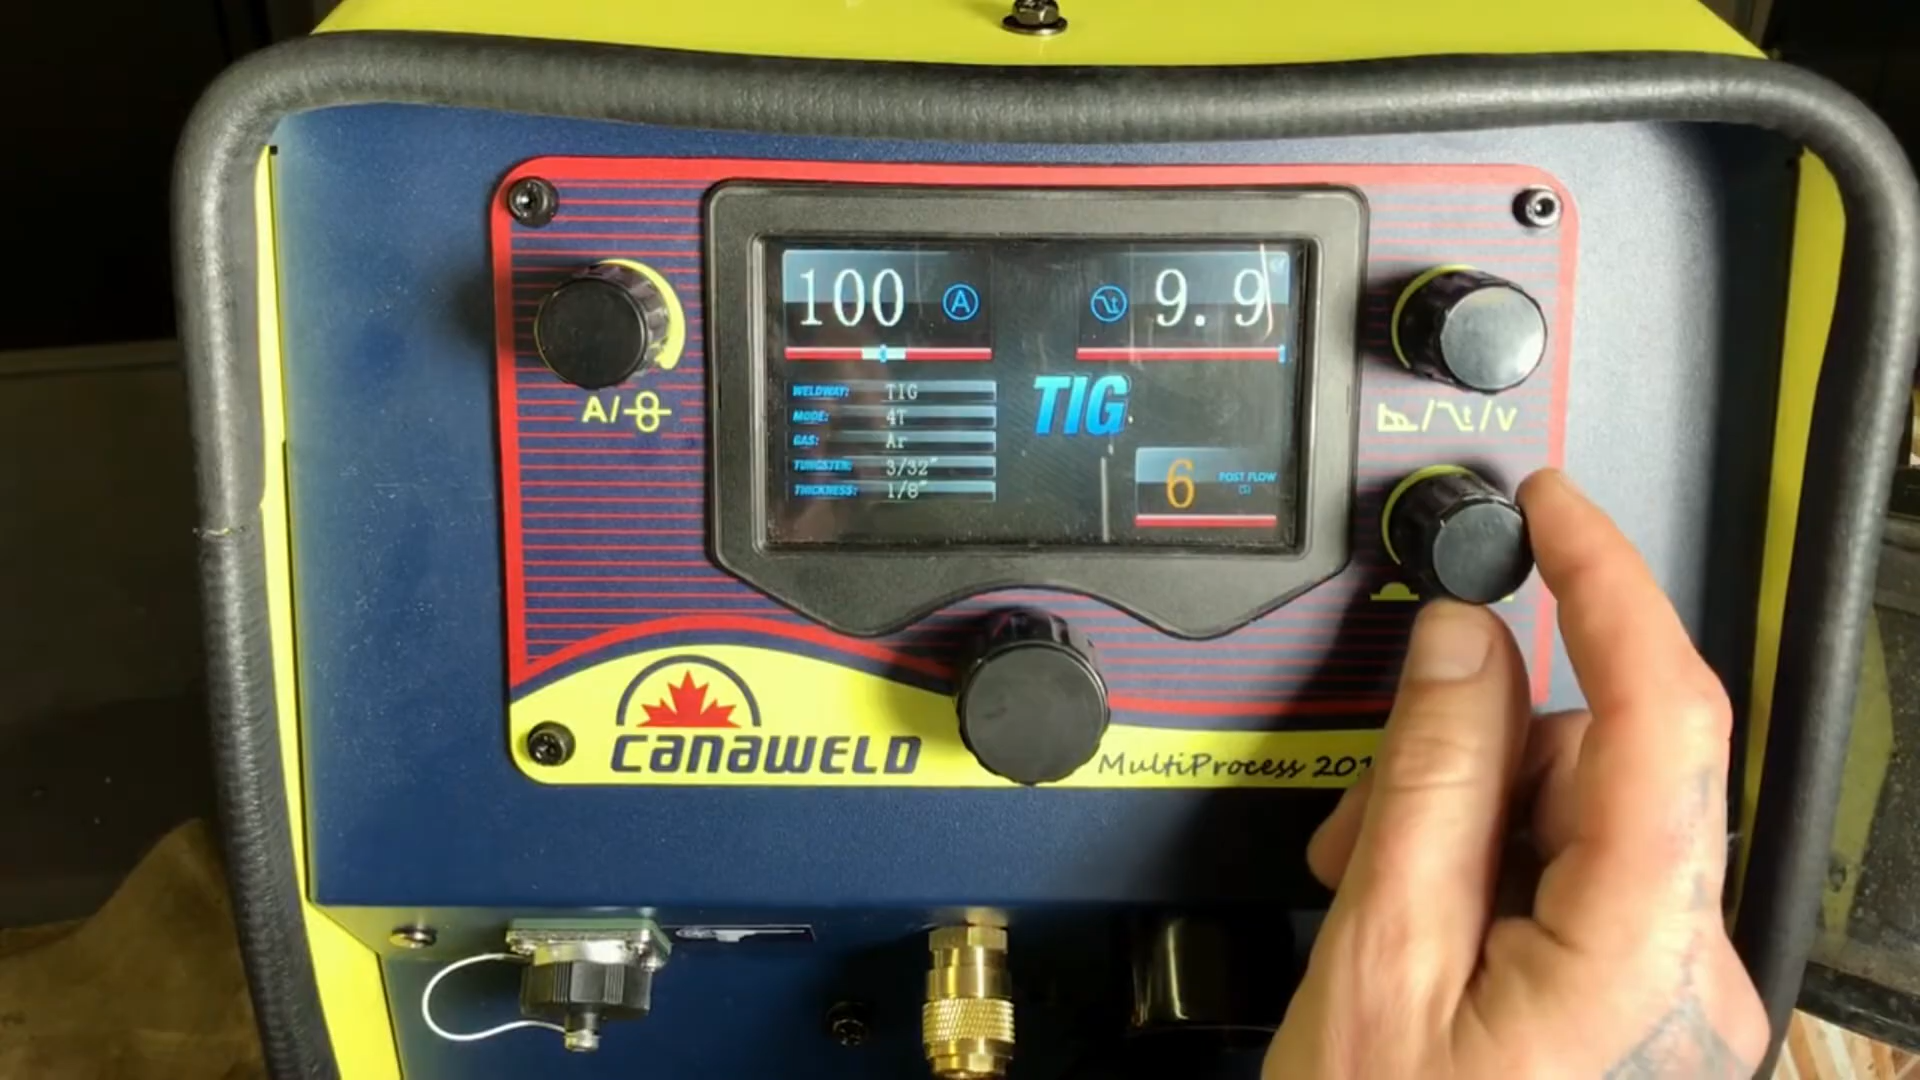 100 A
t 9.9
WELDWAY: TIG
MODE: 4T
GAS: Ar
TUNGSTEN: 3/32"
THICKNESS: 1/8"
TIG
6 POST FLOW
(S)
A/
/t/V
CANAWELD
MultiProcess 201